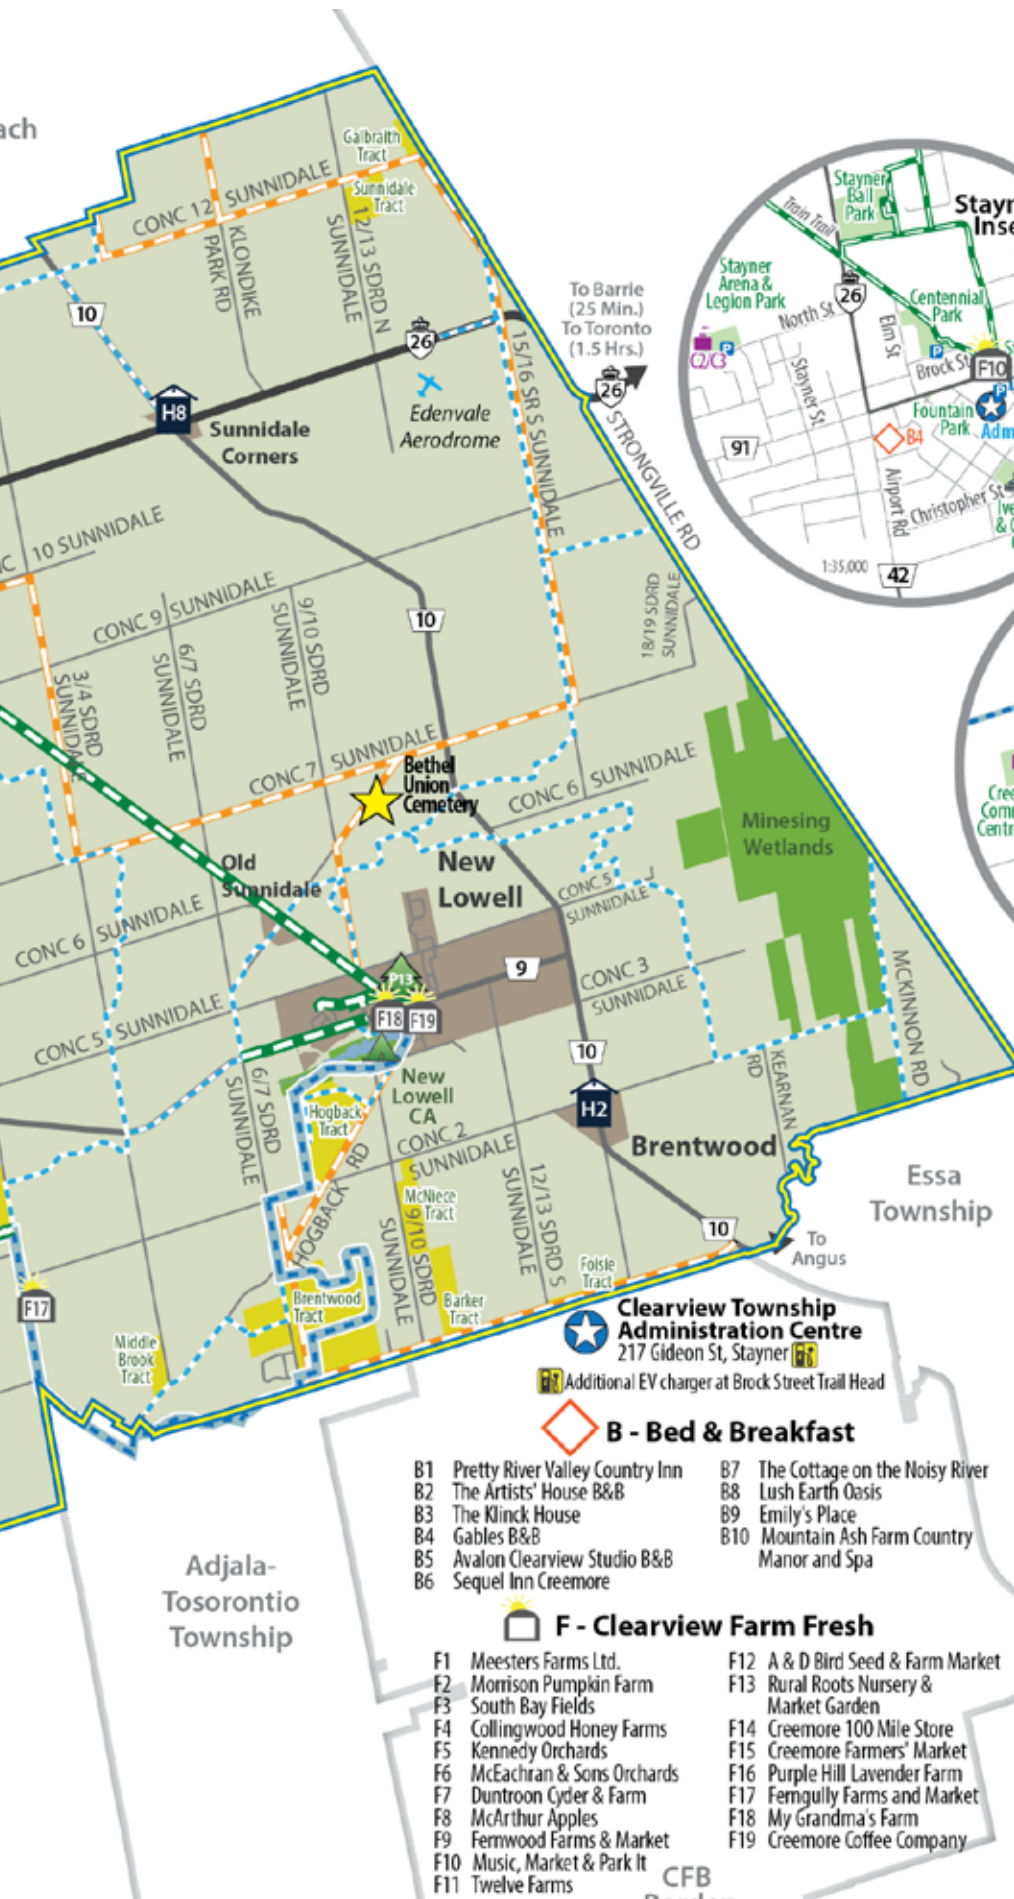 ach
Galbraith
Tract
Sunnidale
Tract
CONC 12 SUNNIDALE
KLONDIKE
PARK RD
12/13 SDRD N
SUNNIDALE
10
26
H8
Sunnidale
Corners
Edenvale
Aerodrome
15/16 SR S SUNNIDALE
To Barrie
(25 Min.)
To Toronto
(1.5 Hrs.)
26
STRONGVILLE RD
Stayner
Ball
Park
Train Trail
Stayn
Inse
Stayner
Arena &
Legion Park
26
North St
Centennial
Park
Elm St
C2/C3
P
P
Brock St
F10
Stayner St
Fountain
Park
P
Adm
B4
91
Airport Rd
Christopher St
Ive
& C
1:35,000
42
10 SUNNIDALE
CONC 9 SUNNIDALE
10
9/10 SDRD
SUNNIDALE
6/7 SDRD
SUNNIDALE
3/4 SDRD
SUNNIDALE
18/19 SDRD
SUNNIDALE
CONC 7 SUNNIDALE
Bethel
Union
Cemetery
CONC 6 SUNNIDALE
Minesing
Wetlands
Cree
Comm
Centr
Old
Sunnidale
New
Lowell
CONC 5
SUNNIDALE
CONC 6 SUNNIDALE
P13
9
CONC 3
SUNNIDALE
F18
F19
CONC 5 SUNNIDALE
10
MCKINNON RD
KEARNAN
RD
6/7 SDRD
SUNNIDALE
New
Lowell
CA
Hogback
Tract
H2
Brentwood
CONC 2
SUNNIDALE
HOGBACK RD
McNiece
Tract
9/10 SDRD
SUNNIDALE
12/13 SDRD S
SUNNIDALE
Essa
Township
10
To
Angus
F17
Folsie
Tract
Brentwood
Tract
Barker
Tract
Middle
Brook
Tract
Clearview Township
Administration Centre
217 Gideon St, Stayner
Additional EV charger at Brock Street Trail Head
B - Bed & Breakfast
B1 Pretty River Valley Country Inn
B2 The Artists' House B&B
B3 The Klinck House
B4 Gables B&B
B5 Avalon Clearview Studio B&B
B6 Sequel Inn Creemore
B7 The Cottage on the Noisy River
B8 Lush Earth Oasis
B9 Emily's Place
B10 Mountain Ash Farm Country
Manor and Spa
Adjala-
Tosorontio
Township
F - Clearview Farm Fresh
F1 Meesters Farms Ltd.
F2 Morrison Pumpkin Farm
F3 South Bay Fields
F4 Collingwood Honey Farms
F5 Kennedy Orchards
F6 McEachran & Sons Orchards
F7 Duntroon Cyder & Farm
F8 McArthur Apples
F9 Fernwood Farms & Market
F10 Music, Market & Park It
F11 Twelve Farms
F12 A & D Bird Seed & Farm Market
F13 Rural Roots Nursery &
Market Garden
F14 Creemore 100 Mile Store
F15 Creemore Farmers' Market
F16 Purple Hill Lavender Farm
F17 Ferngully Farms and Market
F18 My Grandma's Farm
F19 Creemore Coffee Company
CFB